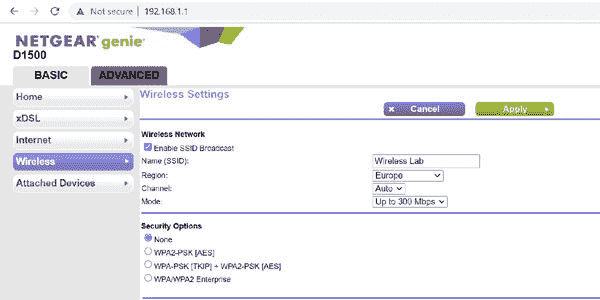 Not secure | 192.168.1.1
NETGEAR genie
D1500
BASIC ADVANCED
Home
xDSL
Internet
Wireless
Attached Devices
Wireless Settings
X Cancel Apply
Wireless Network
Enable SSID Broadcast
Name (SSID): Wireless Lab
Region: Europe
Channel: Auto
Mode: Up to 300 Mbps
Security Options
None
WPA2-PSK [AES]
WPA-PSK [TKIP] + WPA2-PSK [AES]
WPA/WPA2 Enterprise